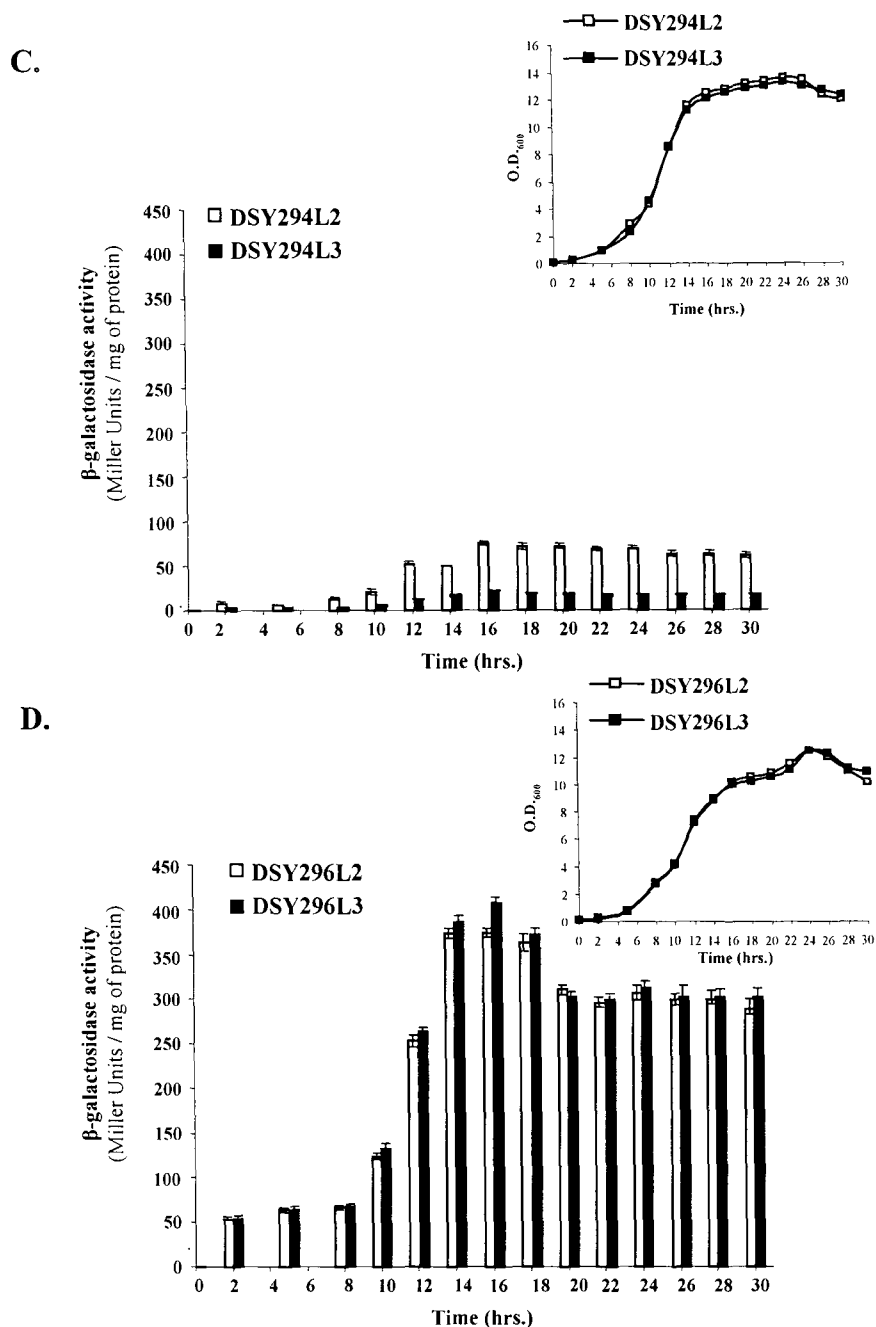 C.
DSY294L2
DSY294L3
16
14
12
10
8
6
4
2
0
O.D.600
0 2 4 6 8 10 12 14 16 18 20 22 24 26 28 30
Time (hrs.)
DSY294L2
DSY294L3
450
400
350
300
250
200
150
100
50
0
β-galactosidase activity
(Miller Units / mg of protein)
0 2 4 6 8 10 12 14 16 18 20 22 24 26 28 30
Time (hrs.)
D.
DSY296L2
DSY296L3
16
14
12
10
8
6
4
2
0
O.D.600
0 2 4 6 8 10 12 14 16 18 20 22 24 26 28 30
Time (hrs.)
DSY296L2
DSY296L3
450
400
350
300
250
200
150
100
50
0
β-galactosidase activity
(Miller Units / mg of protein)
0 2 4 6 8 10 12 14 16 18 20 22 24 26 28 30
Time (hrs.)